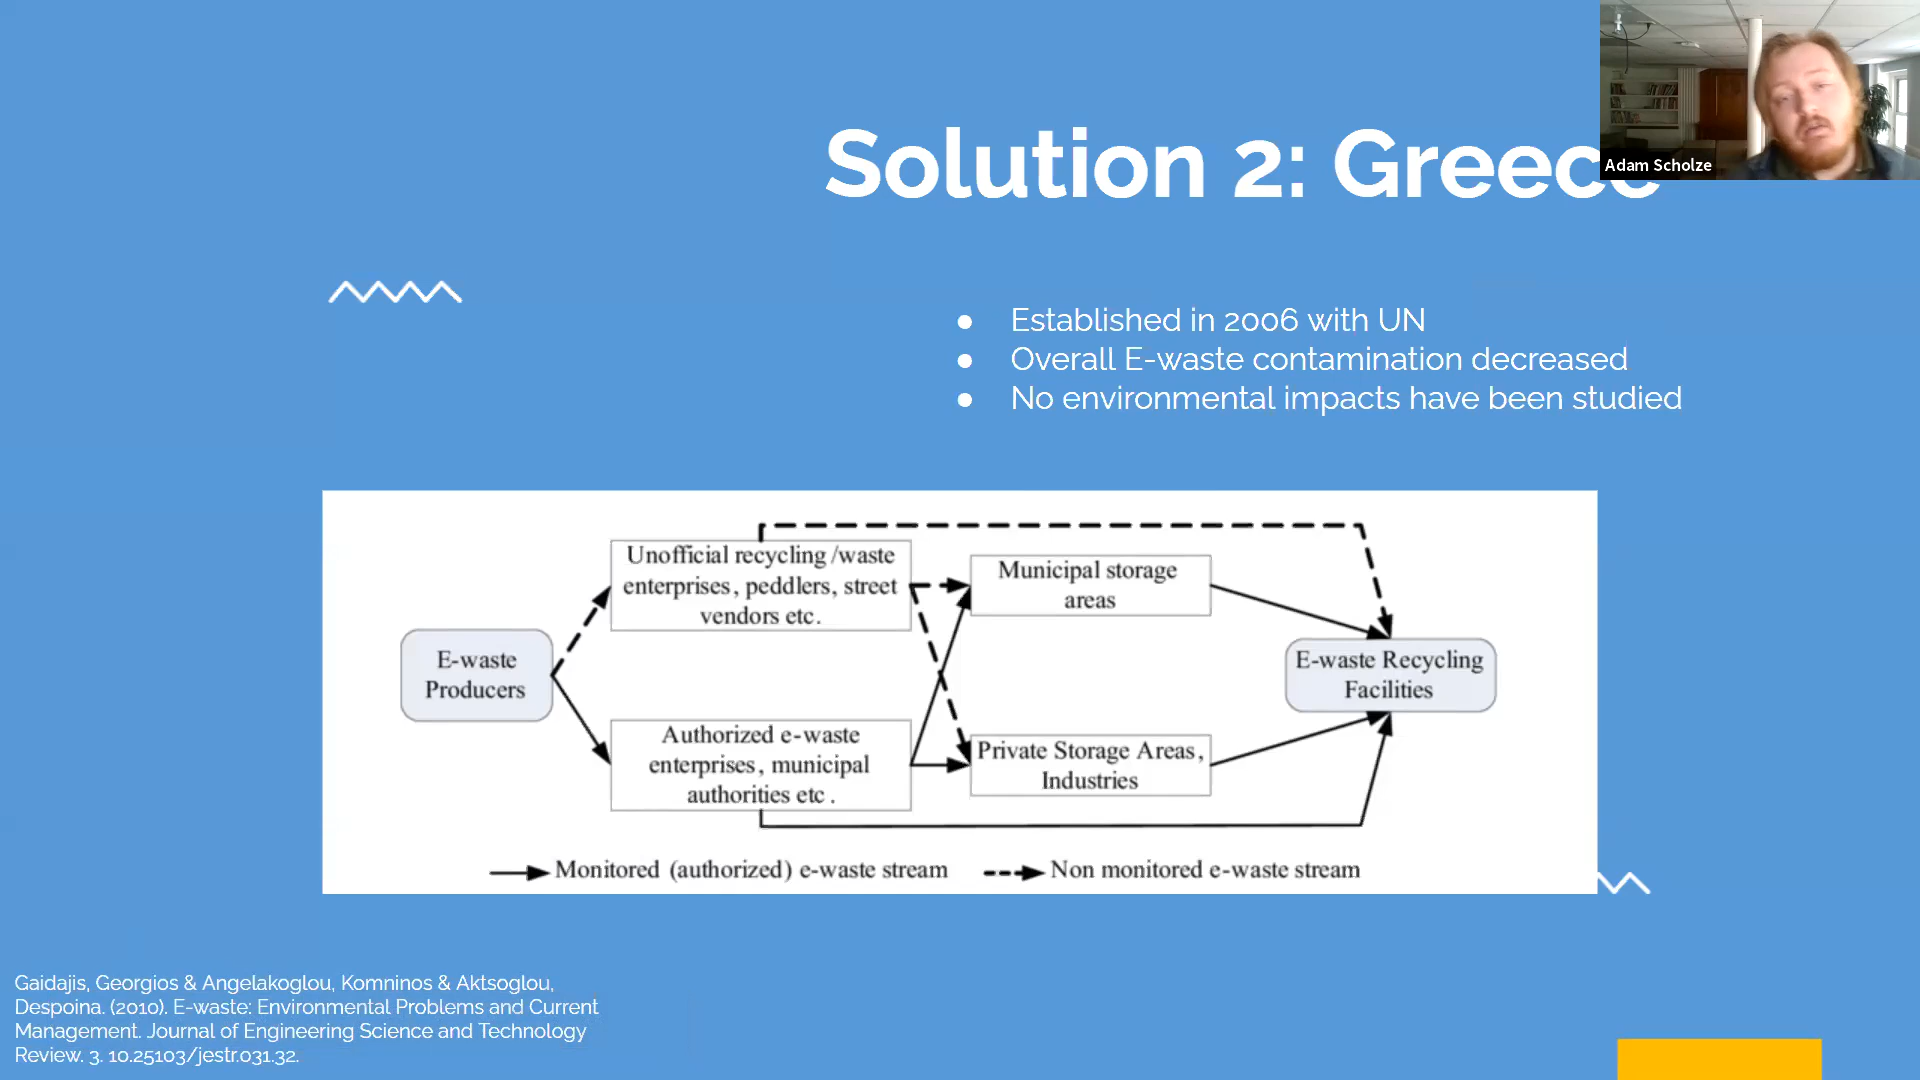 Solution 2: Greece
Adam Scholze
● Established in 2006 with UN
● Overall E-waste contamination decreased
● No environmental impacts have been studied
Unofficial recycling /waste
enterprises, peddlers, street
vendors etc.
Municipal storage
areas
E-waste
Producers
E-waste Recycling
Facilities
Authorized e-waste
enterprises, municipal
authorities etc .
Private Storage Areas,
Industries
Monitored (authorized) e-waste stream
Non monitored e-waste stream
Gaidajis, Georgios & Angelakoglou, Komninos & Aktsoglou,
Despoina. (2010). E-waste: Environmental Problems and Current
Management. Journal of Engineering Science and Technology
Review. 3. 10.25103/jestr.031.32.